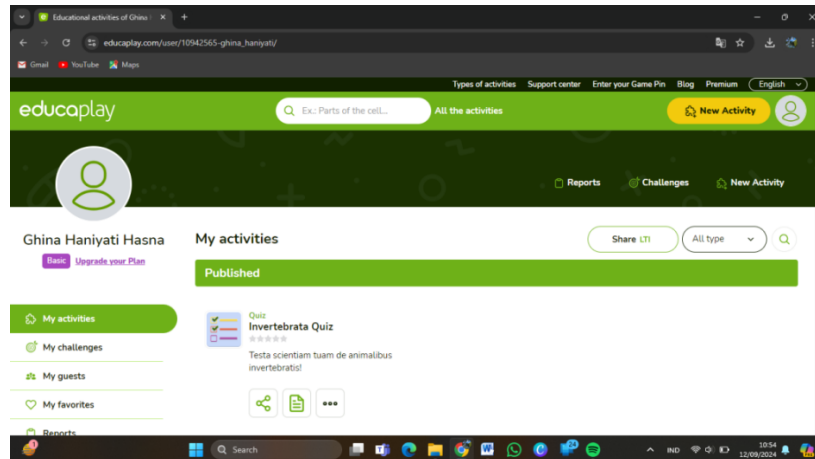 Educational activities of Ghina
educaplay.com/user/10942565-ghina_haniyati/
Gmail YouTube Maps
Types of activities Support center Enter your Game Pin Blog Premium English
educaplay Ex.: Parts of the cell... All the activities New Activity
Reports Challenges New Activity
Ghina Haniyati Hasna
Basic Upgrade your Plan
My activities Share LTI All type
Published
My activities
My challenges
My guests
My favorites
Reports
Quiz
Invertebrata Quiz
Testa scientiam tuam de animalibus
invertebratis!
Search
IND
10:54
12/09/2024